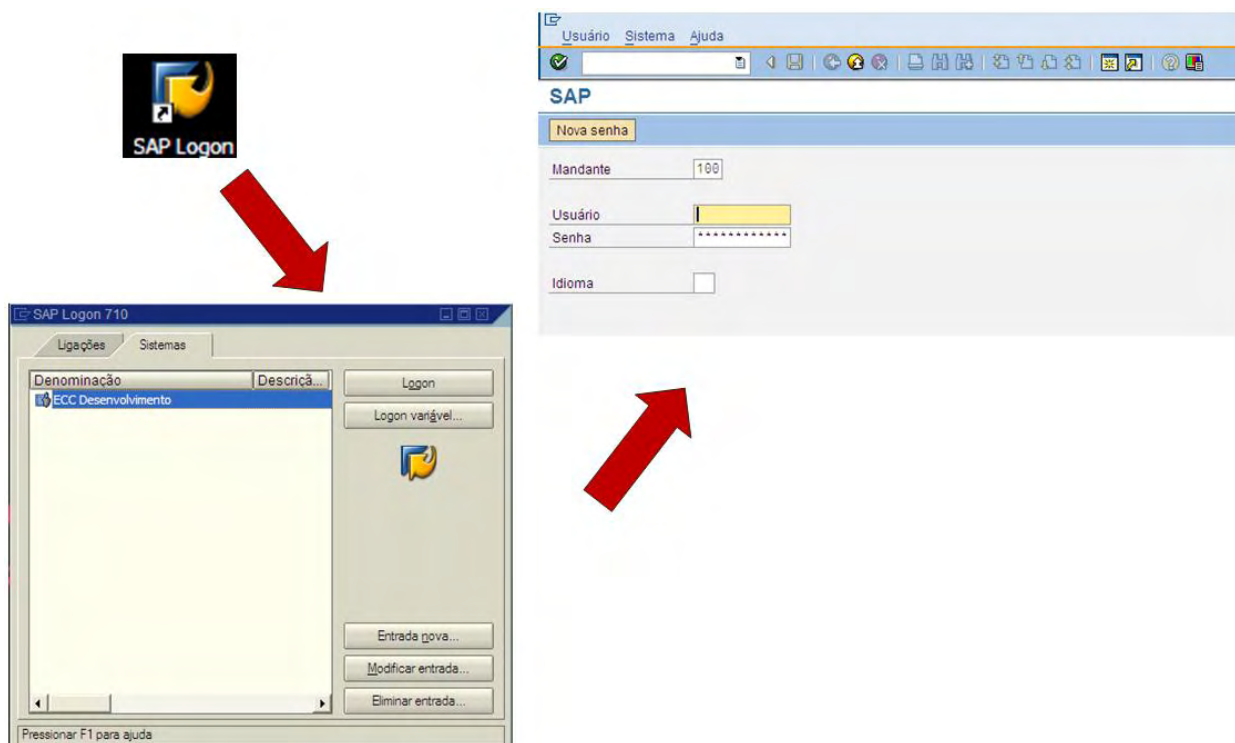 SAP Logon
SAP Logon 710
Ligações Sistemas
Denominação Descriçã...
ECC Desenvolvimento
Logon
Logon variável...
Entrada nova...
Modificar entrada...
Eliminar entrada...
Pressionar F1 para ajuda
Usuário Sistema Ajuda
SAP
Nova senha
Mandante 100
Usuário
Senha ************
Idioma